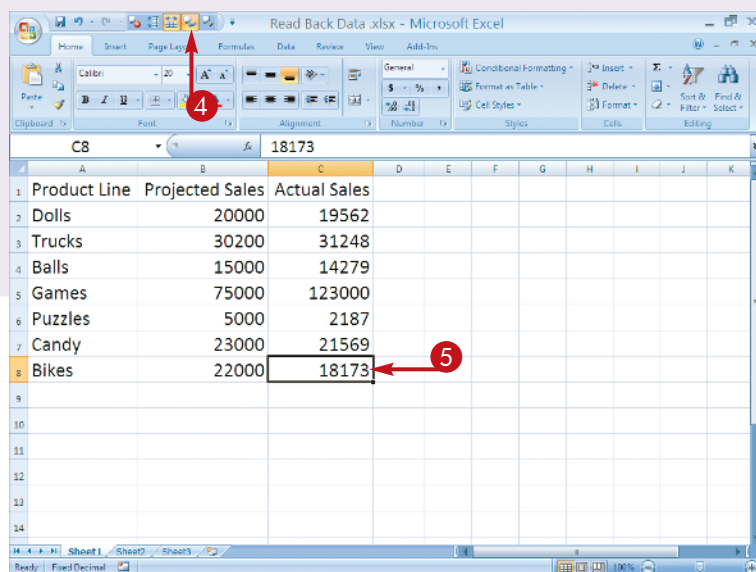 Read Back Data .xlsx - Microsoft Excel
Home Insert Page Layo Formulas Data Review View Add-Ins
4
Paste
Calibri 20 A A
B I U
General
$ % ,
Conditional Formatting
Format as Table
Cell Styles
Insert
Delete
Format
Σ
Sort & Filter
Find & Select
Clipboard Font Alignment Number Styles Cells Editing
C8 fx 18173
A B C D E F G H I J K
1 Product Line Projected Sales Actual Sales
2 Dolls 20000 19562
3 Trucks 30200 31248
4 Balls 15000 14279
5 Games 75000 123000
6 Puzzles 5000 2187
7 Candy 23000 21569
8 Bikes 22000 18173
5
9
10
11
12
13
14
Sheet1 Sheet2 Sheet3
Ready Fixed Decimal 100%